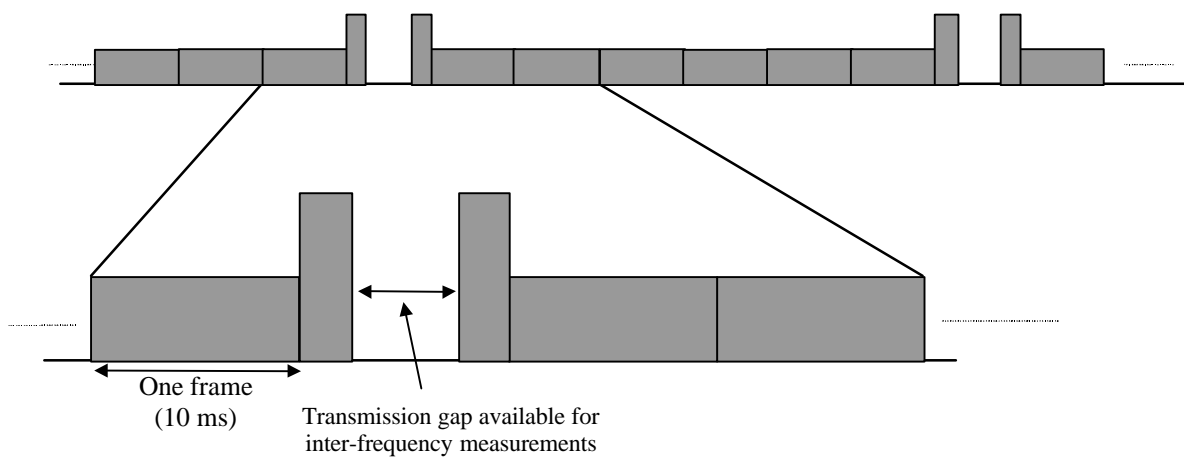 One frame
(10 ms)
Transmission gap available for
inter-frequency measurements